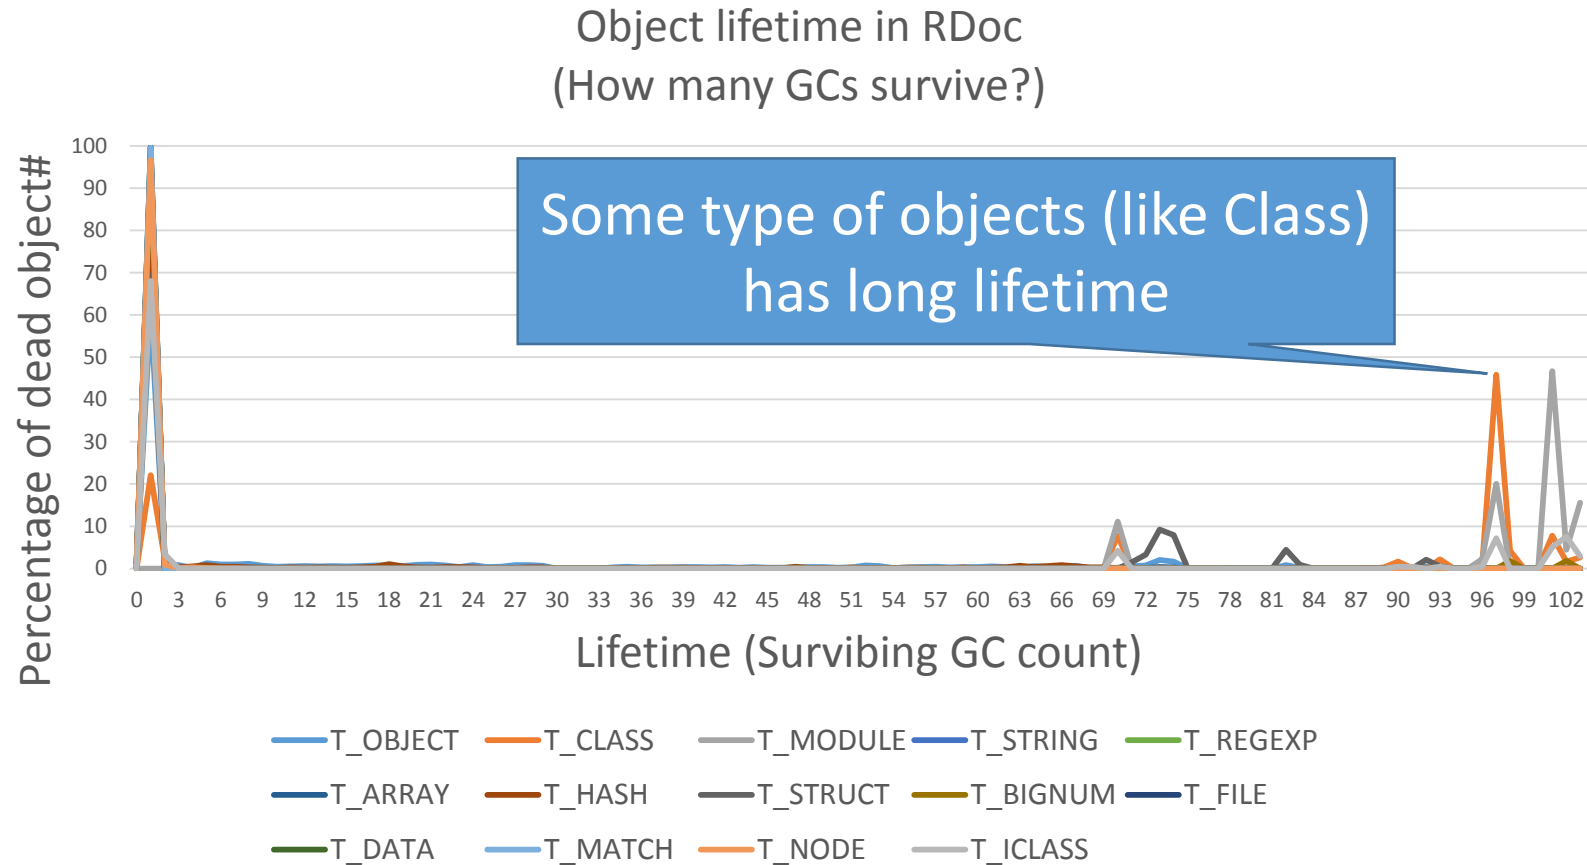 Object lifetime in RDoc
(How many GCs survive?)
Percentage of dead object#
100
90
80
70
60
50
40
30
20
10
0
Some type of objects (like Class)
has long lifetime
0 3 6 9 12 15 18 21 24 27 30 33 36 39 42 45 48 51 54 57 60 63 66 69 72 75 78 81 84 87 90 93 96 99 102
Lifetime (Survibing GC count)
T_OBJECT T_CLASS T_MODULE T_STRING T_REGEXP
T_ARRAY T_HASH T_STRUCT T_BIGNUM T_FILE
T_DATA T_MATCH T_NODE T_ICLASS